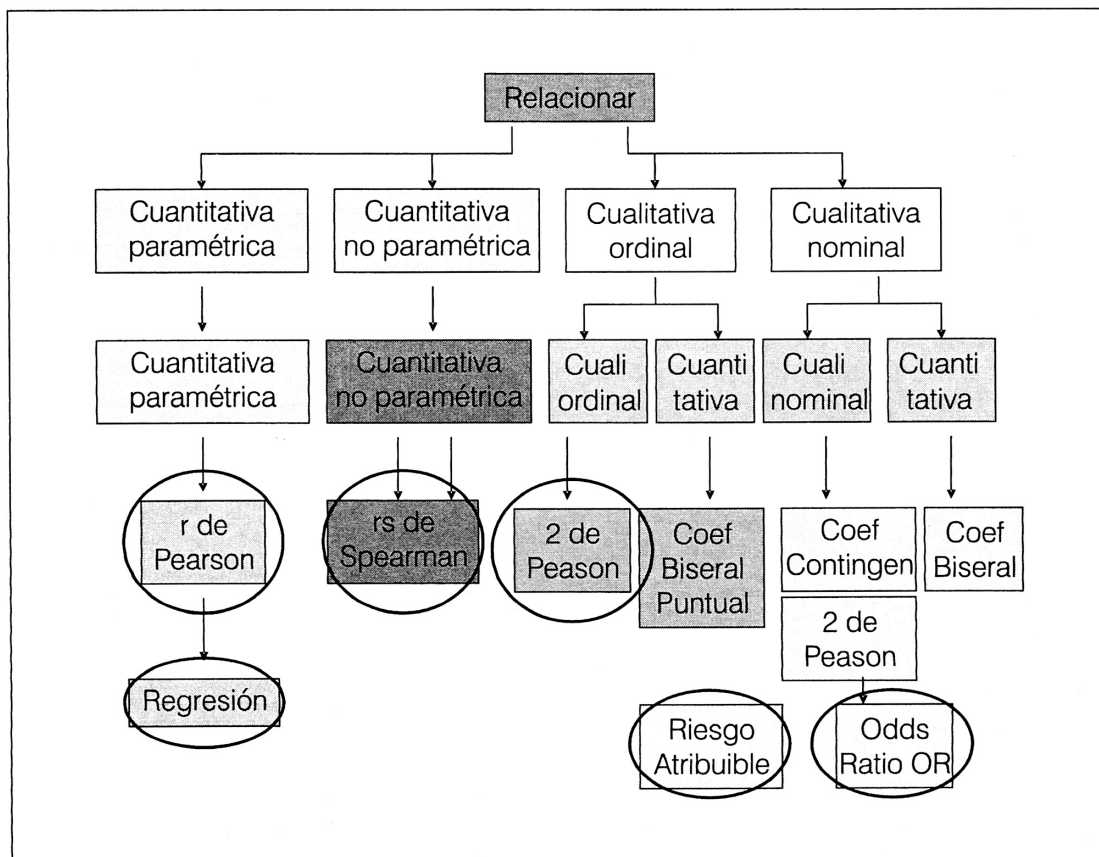 Relacionar
Cuantitativa
paramétrica
Cuantitativa
no paramétrica
Cualitativa
ordinal
Cualitativa
nominal
Cuantitativa
paramétrica
Cuantitativa
no paramétrica
Cuali
ordinal
Cuanti
tativa
Cuali
nominal
Cuanti
tativa
r de
Pearson
rs de
Spearman
2 de
Peason
Coef
Biseral
Puntual
Coef
Contingen
Coef
Biseral
2 de
Peason
Regresión
Riesgo
Atribuible
Odds
Ratio OR